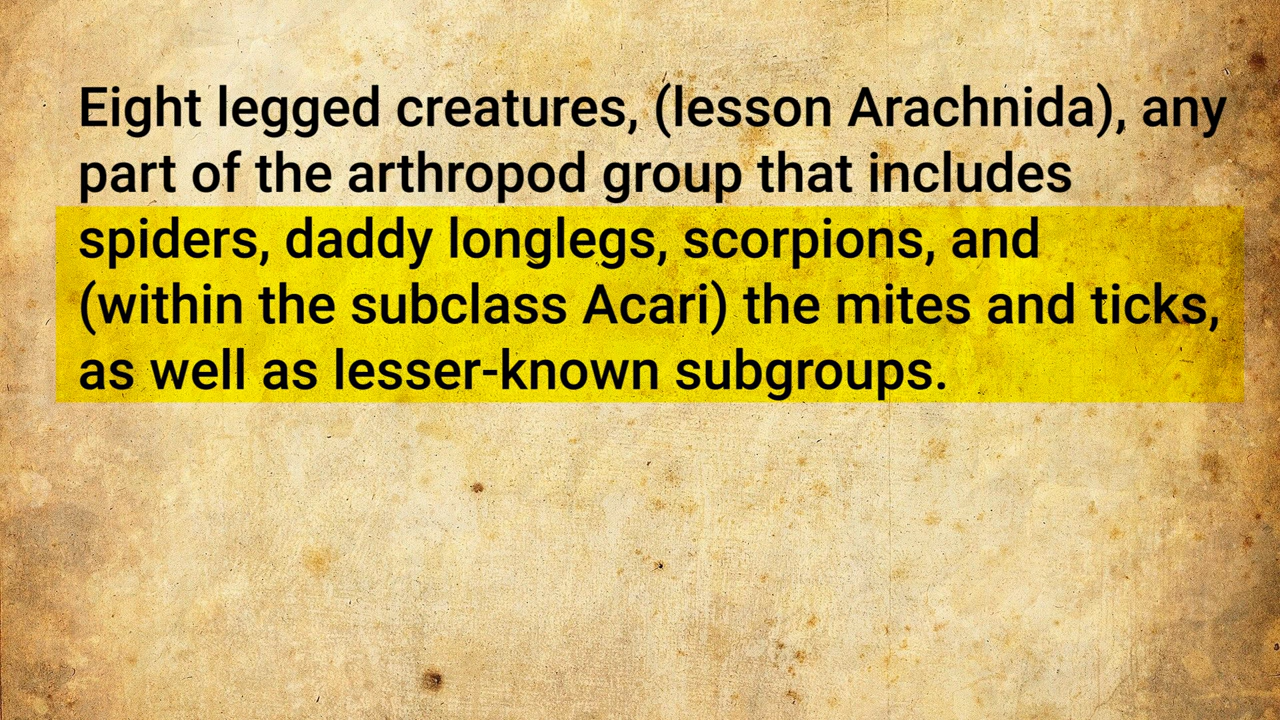 Eight legged creatures, (lesson Arachnida), any
part of the arthropod group that includes
spiders, daddy longlegs, scorpions, and
(within the subclass Acari) the mites and ticks,
as well as lesser-known subgroups.